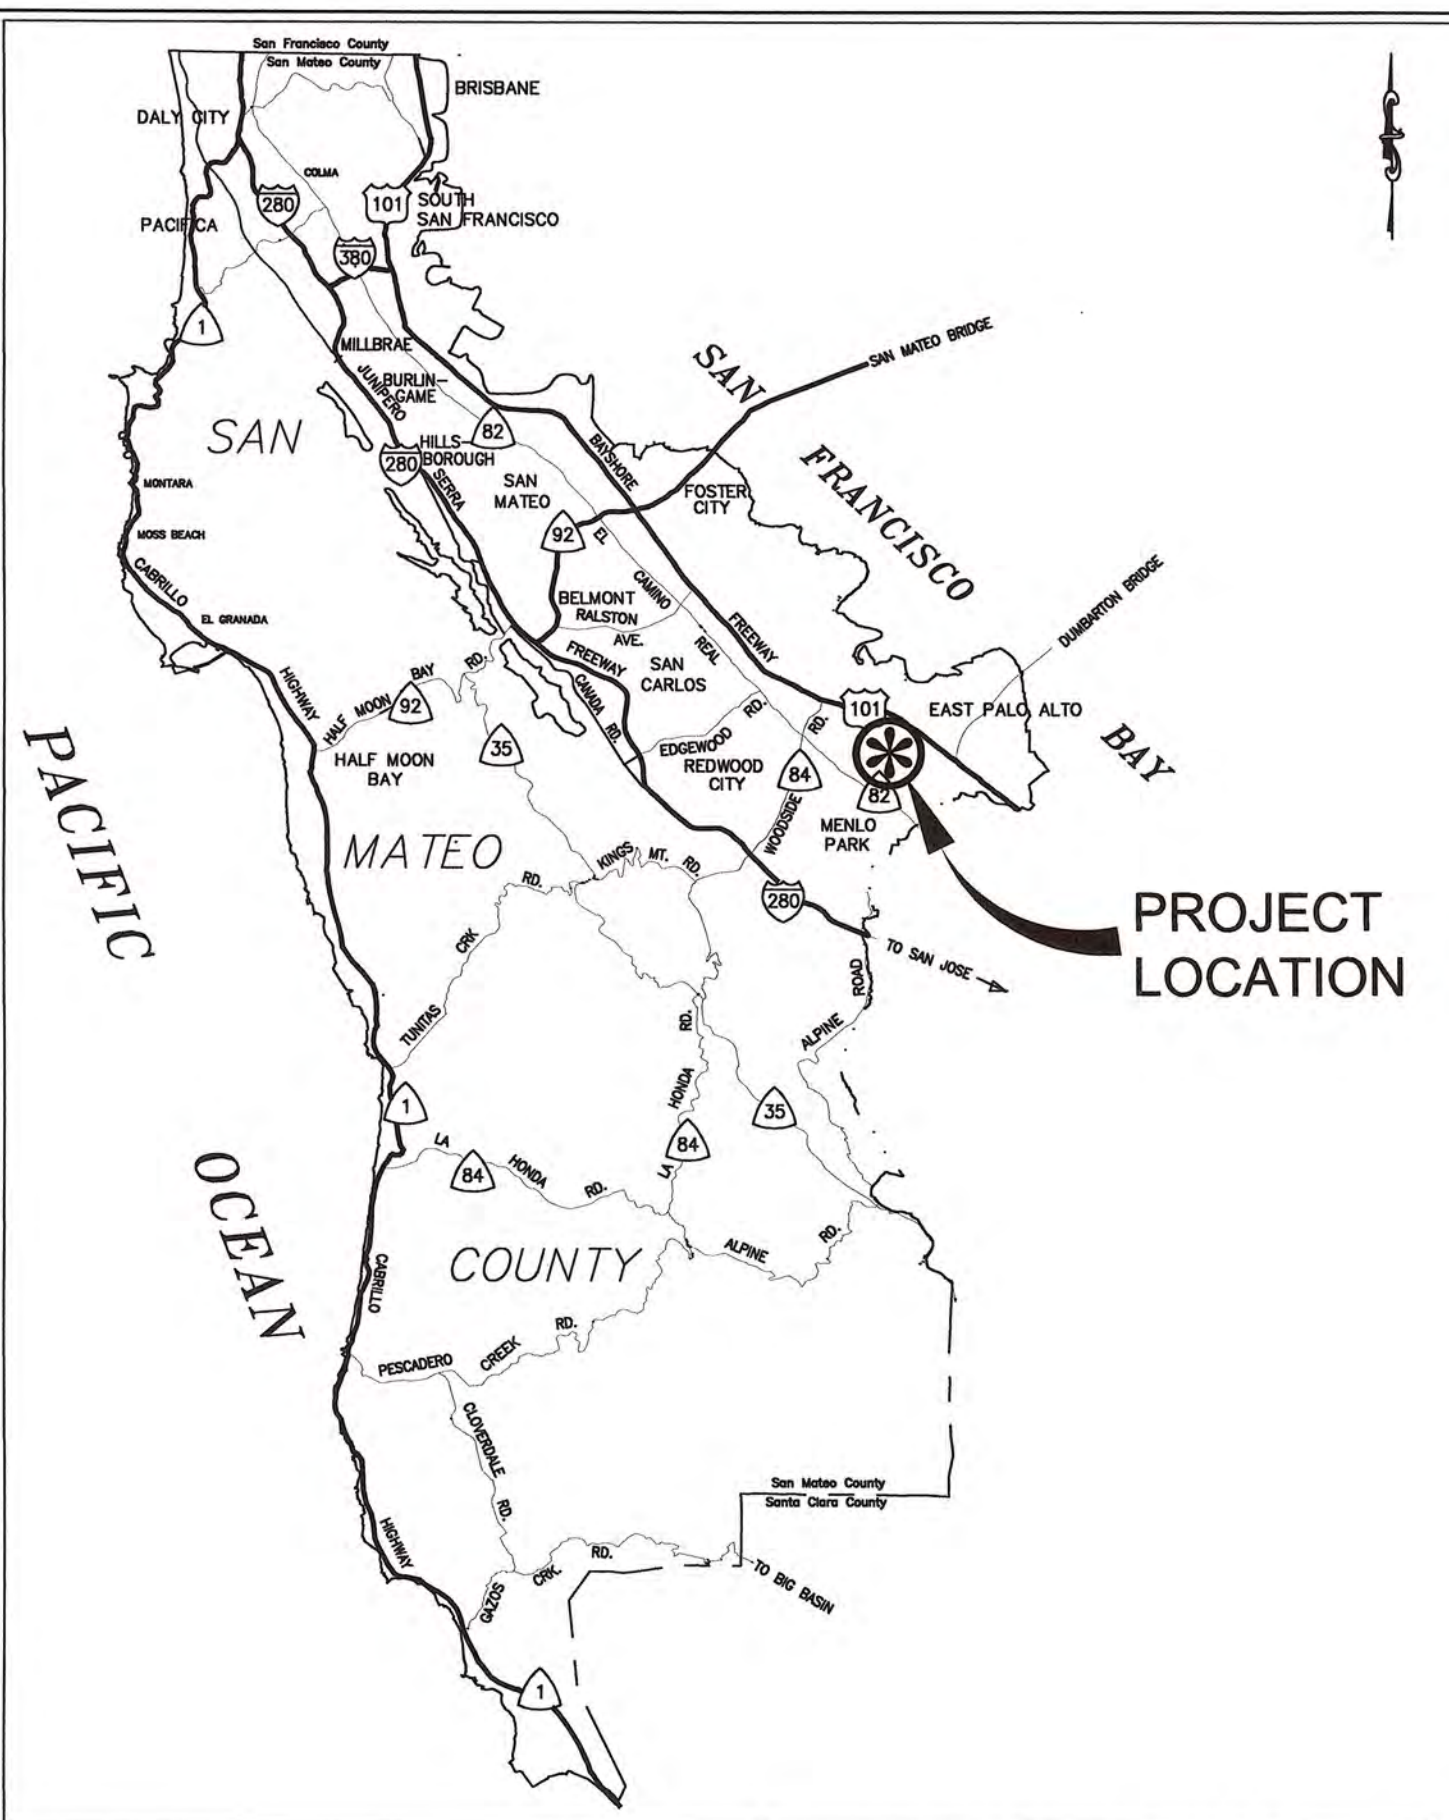 San Francisco County
San Mateo County
BRISBANE
DALY CITY
COLMA
280
101
SOUTH
SAN FRANCISCO
PACIFICA
380
1
SAN MATEO BRIDGE
MILLBRAE
SAN
JUNIPERO
BURLIN-
GAME
82
SAN
HILLS-
BOROUGH
280
BAYSHORE
SERRA
SAN
MATEO
FOSTER
CITY
FRANCISCO
MONTARA
MOSS BEACH
92
EL
CABRILLO
CAMINO
BELMONT
RALSTON
AVE.
DUMBARTON BRIDGE
EL GRANADA
REAL
FREEWAY
FREEWAY
SAN
CARLOS
HIGHWAY
HALF MOON BAY RD.
92
CANADA RD.
101
EAST PALO ALTO
BAY
35
EDGEWOOD RD.
RD.
HALF MOON
BAY
REDWOOD
CITY
84
82
PACIFIC
WOODSIDE
MENLO
PARK
MATEO
KINGS MT. RD.
RD.
280
PROJECT
LOCATION
CRK
TO SAN JOSE
ROAD
TUNITAS
RD.
ALPINE
HONDA
1
35
LA
84
HONDA
RD.
84
LA
OCEAN
RD.
ALPINE
COUNTY
CABRILLO
RD.
PESCADERO
CREEK
CLOVERDALE
RD.
San Mateo County
Santa Clara County
HIGHWAY
RD.
CRK.
GAZOS
TO BIG BASIN
1